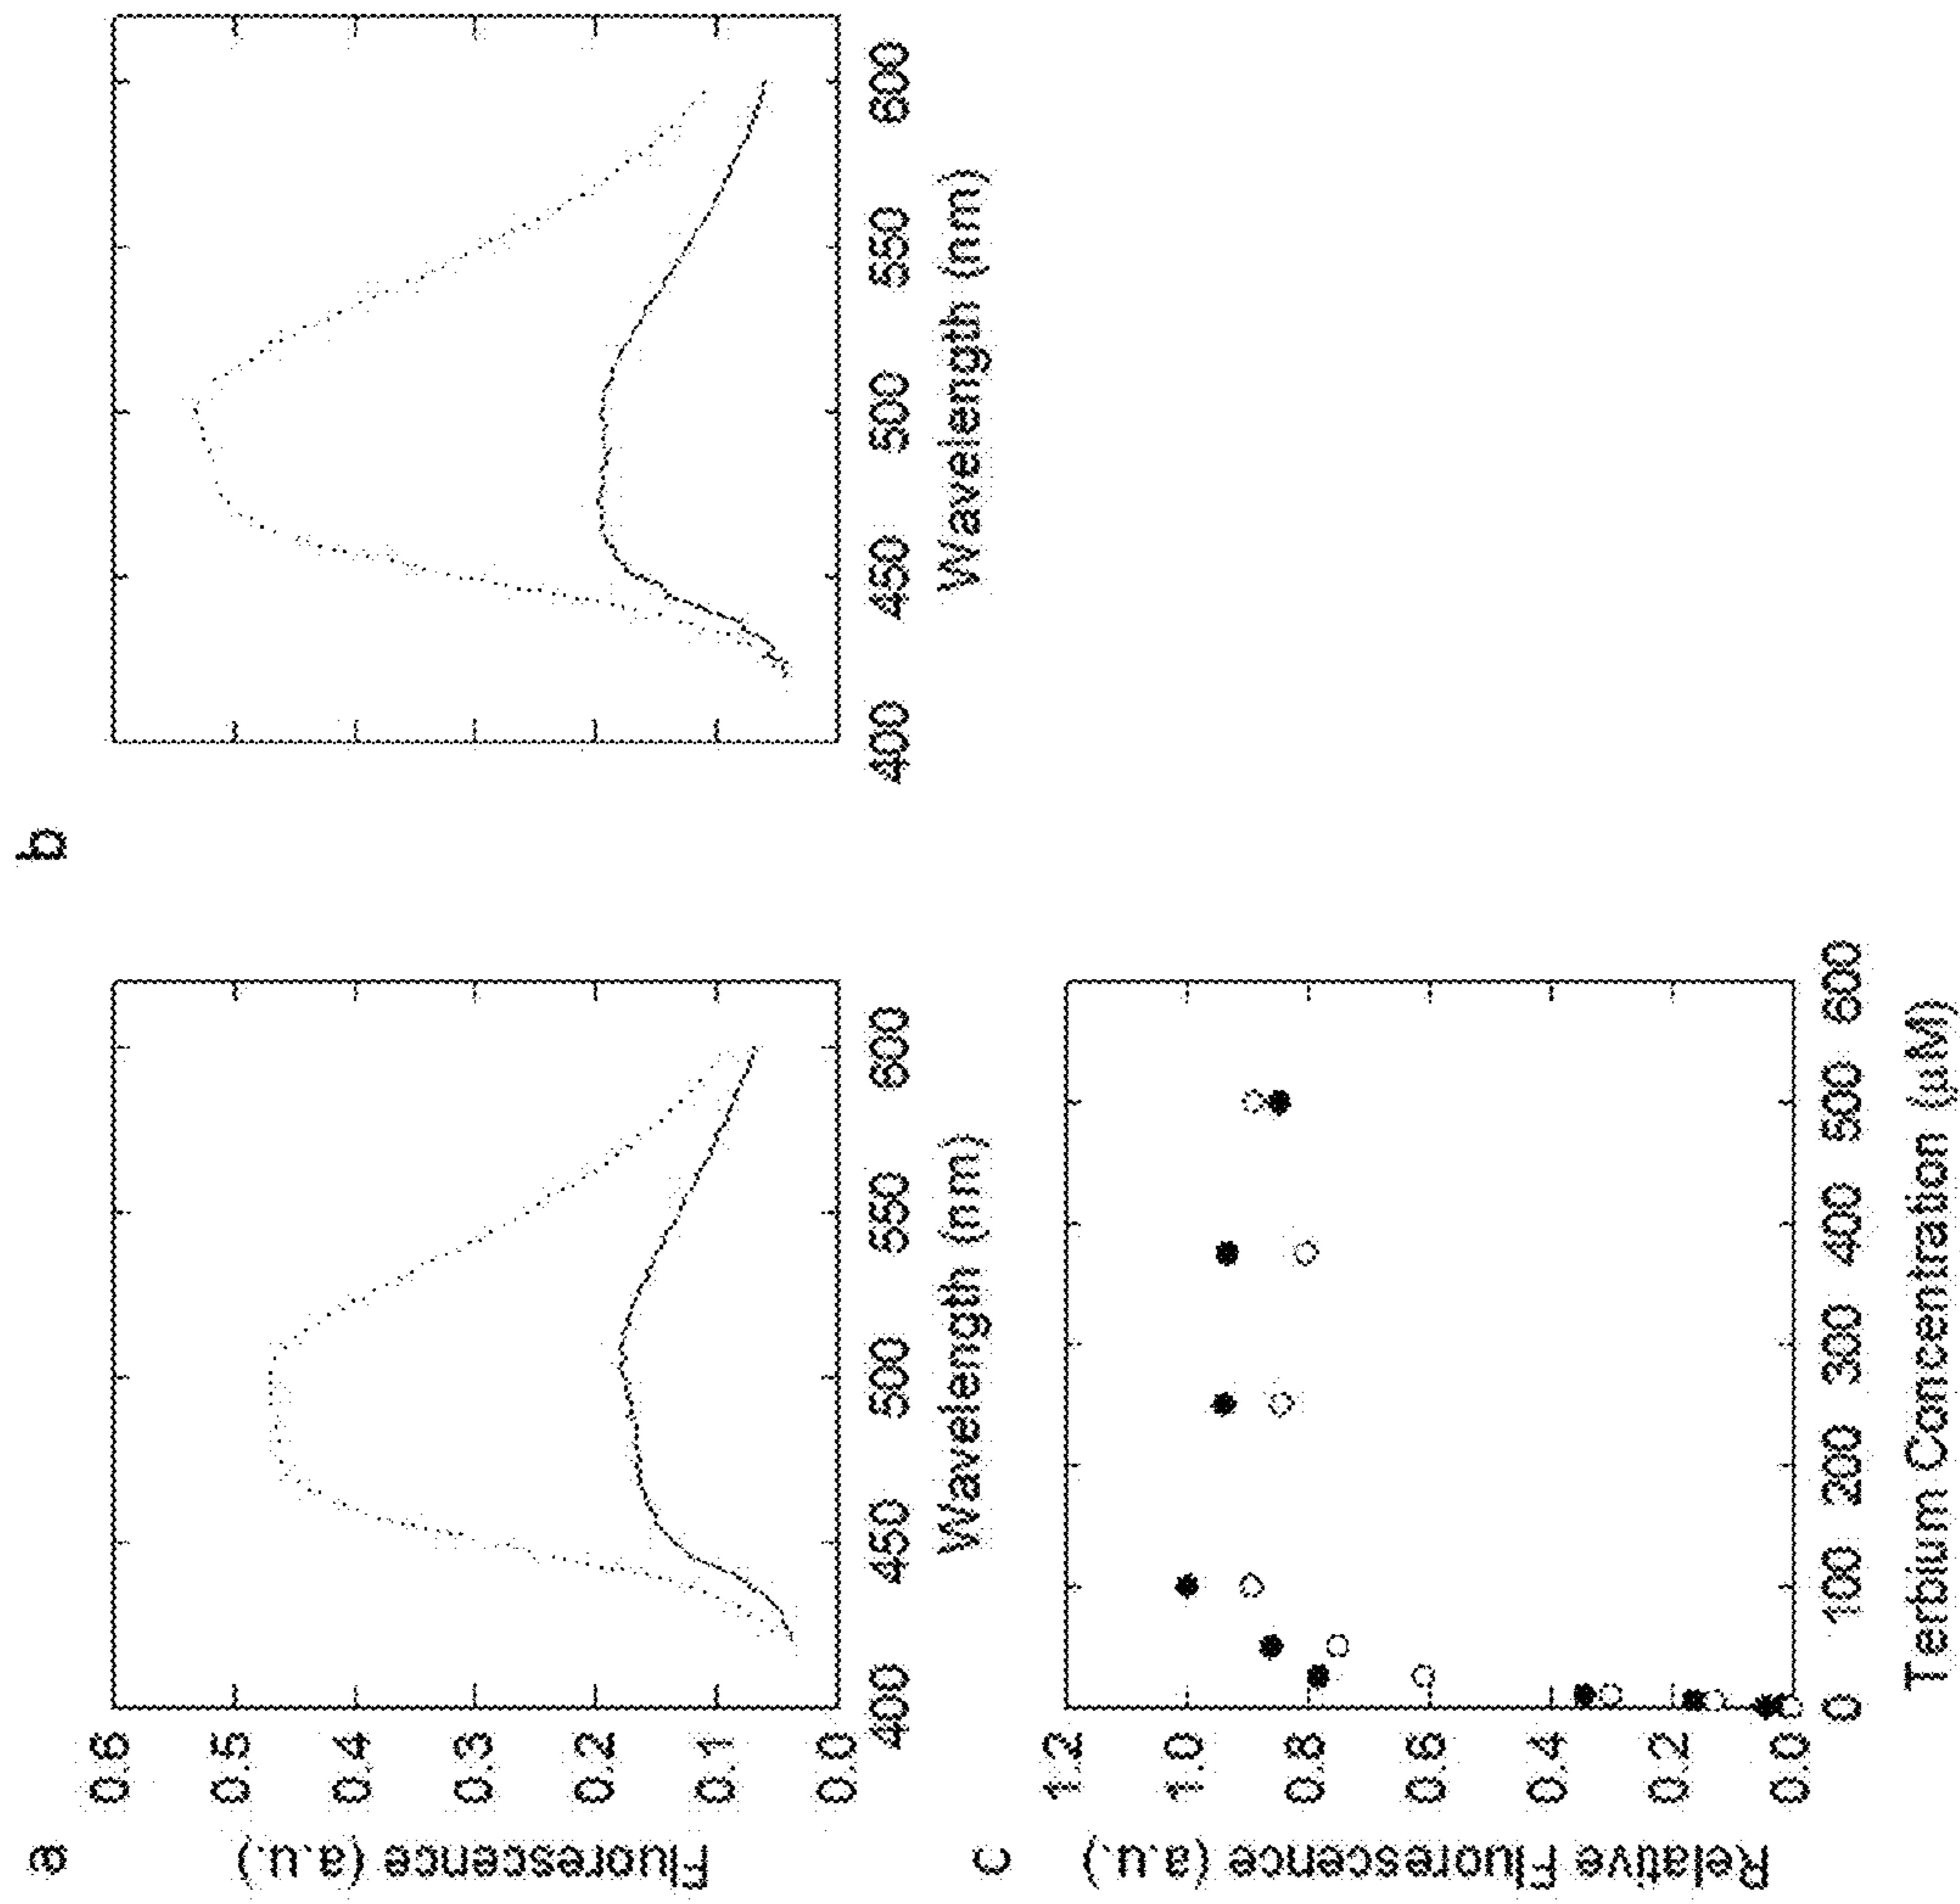 a
b
Fluorescence (a.u.)
0.6
0.5
0.4
0.3
0.2
0.1
0.0
400 450 500 550 600
Wavelength (nm)
400 450 500 550 600
Wavelength (nm)
c
Relative Fluorescence (a.u.)
1.2
1.0
0.8
0.6
0.4
0.2
0.0
0 100 200 300 400 500 600
Terbium Concentration (µM)